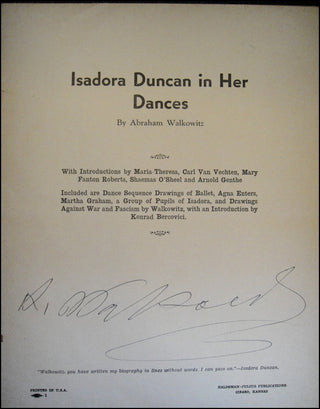 Isadora Duncan in Her
Dances
By Abraham Walkowitz
With Introductions by Maria-Theresa, Carl Van Vechten, Mary
Fanton Roberts, Shaemas O'Sheel and Arnold Genthe
Included are Dance Sequence Drawings of Ballet, Agna Enters,
Martha Graham, a Group of Pupils of Isadora, and Drawings
Against War and Fascism by Walkowitz, with an Introduction by
Konrad Bercovici.
A. Walkowitz
"Walkowitz, you have written my biography in lines without words. I can pass on."—Isadora Duncan.
PRINTED IN U.S.A.
HALDEMAN-JULIUS PUBLICATIONS
GIRARD, KANSAS